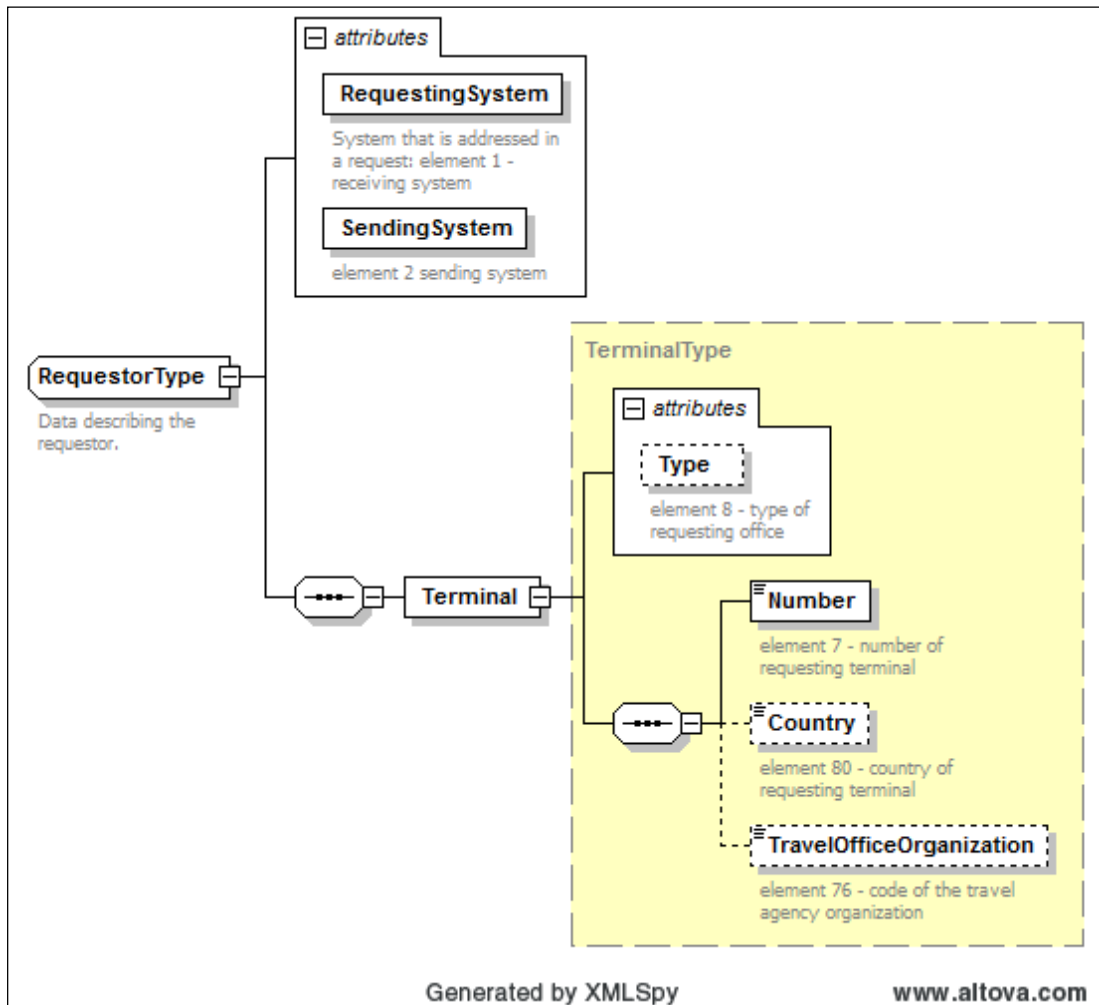 attributes
RequestingSystem
System that is addressed in
a request: element 1 -
receiving system
SendingSystem
element 2 sending system
RequestorType
Data describing the
requestor.
Terminal
TerminalType
attributes
Type
element 8 - type of
requesting office
Number
element 7 - number of
requesting terminal
Country
element 80 - country of
requesting terminal
TravelOfficeOrganization
element 76 - code of the travel
agency organization
Generated by XMLSpy
www.altova.com